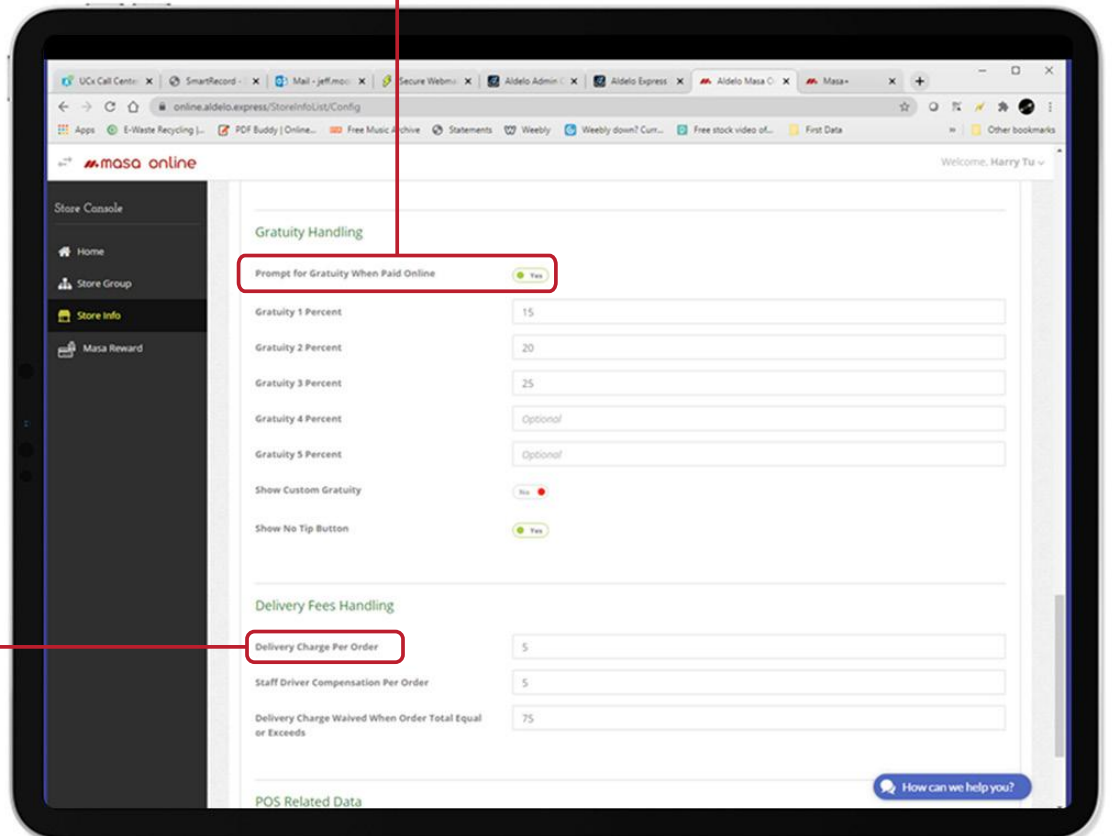 UCx Call Center
SmartRecord -
Mail - jeff.moo
Secure Webma
Aldelo Admin C
Aldelo Express
Aldelo Masa O
Masa+
online.aldelo.express/StoreInfoList/Config
Apps
E-Waste Recycling |...
PDF Buddy | Online...
Free Music Archive
Statements
Weebly
Weebly down? Curr...
Free stock video of...
First Data
Other bookmarks
masa online
Welcome, Harry Tu
Store Console
Home
Store Group
Store Info
Masa Reward
Gratuity Handling
Prompt for Gratuity When Paid Online Yes
Gratuity 1 Percent 15
Gratuity 2 Percent 20
Gratuity 3 Percent 25
Gratuity 4 Percent Optional
Gratuity 5 Percent Optional
Show Custom Gratuity No
Show No Tip Button Yes
Delivery Fees Handling
Delivery Charge Per Order 5
Staff Driver Compensation Per Order 5
Delivery Charge Waived When Order Total Equal 75
or Exceeds
POS Related Data
How can we help you?